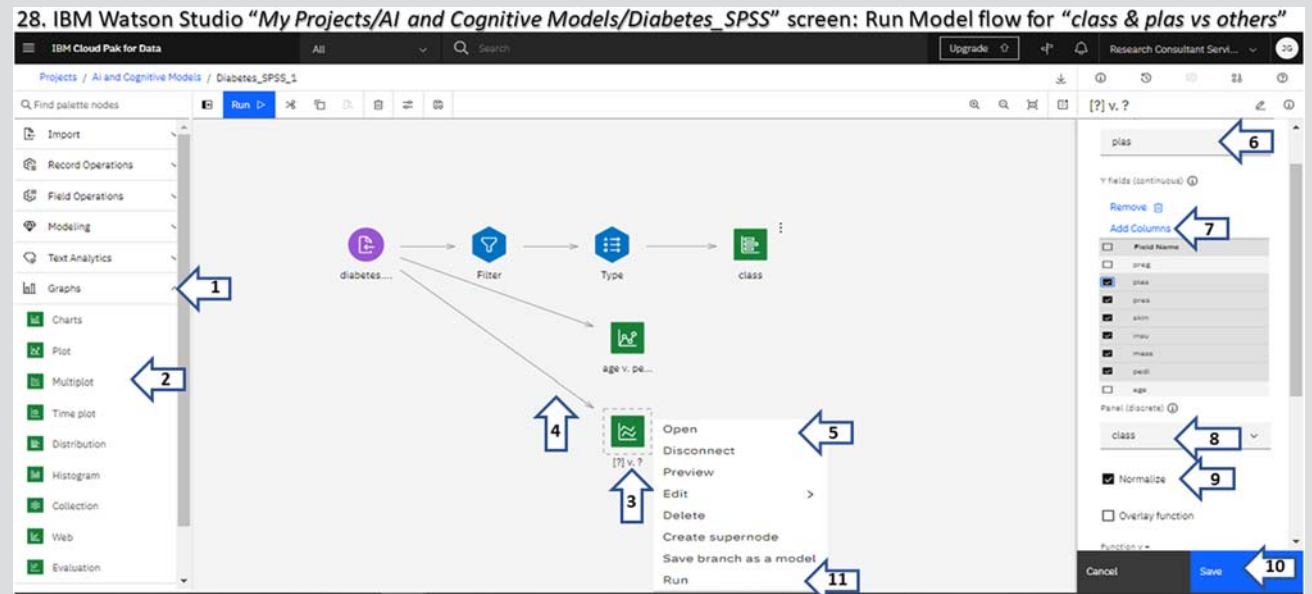 28. IBM Watson Studio “My Projects/AI and Cognitive Models/Diabetes_SPSS” screen: Run Model flow for “class & plas vs others”
IBM Cloud Pak for Data
All
Search
Upgrade
Research Consultant Servi...
JG
Projects / Ai and Cognitive Models / Diabetes_SPSS_1
Find palette nodes
Run
[?] v. ?
Import
Record Operations
Field Operations
Modeling
Text Analytics
Graphs
1
Charts
Plot
Multiplot
2
Time plot
Distribution
Histogram
Collection
Web
Evaluation
diabetes....
Filter
Type
class
age v. pe...
4
[?] v. ?
3
Open
5
Disconnect
Preview
Edit
Delete
Create supernode
Save branch as a model
Run
11
plas
6
Y fields (continuous)
Remove
Add Columns
7
Field Name
preg
plas
pres
skin
insu
mass
pedi
age
Panel (discrete)
class
8
Normalize
9
Overlay function
Function y =
Cancel
Save
10